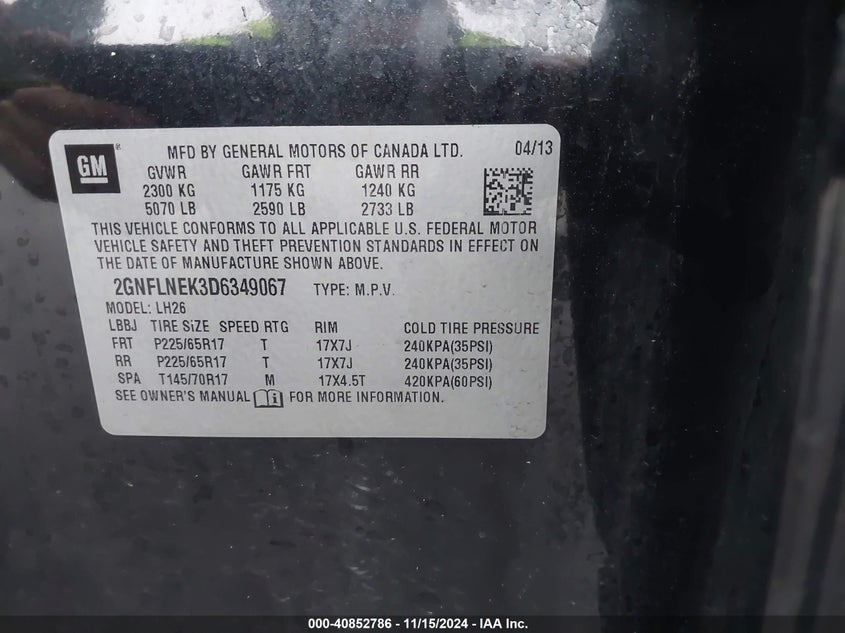 GM® MFD BY GENERAL MOTORS OF CANADA LTD. 04/13
GVWR GAWR FRT GAWR RR
2300 KG 1175 KG 1240 KG
5070 LB 2590 LB 2733 LB
THIS VEHICLE CONFORMS TO ALL APPLICABLE U.S. FEDERAL MOTOR
VEHICLE SAFETY AND THEFT PREVENTION STANDARDS IN EFFECT ON
THE DATE OF MANUFACTURE SHOWN ABOVE.
2GNFLNEK3D6349067 TYPE: M.P.V.
MODEL: LH26
LBBJ TIRE SIZE SPEED RTG RIM COLD TIRE PRESSURE
FRT P225/65R17 T 17X7J 240KPA(35PSI)
RR P225/65R17 T 17X7J 240KPA(35PSI)
SPA T145/70R17 M 17X4.5T 420KPA(60PSI)
SEE OWNER'S MANUAL i FOR MORE INFORMATION.
000-40852786 - 11/15/2024 - IAA Inc.